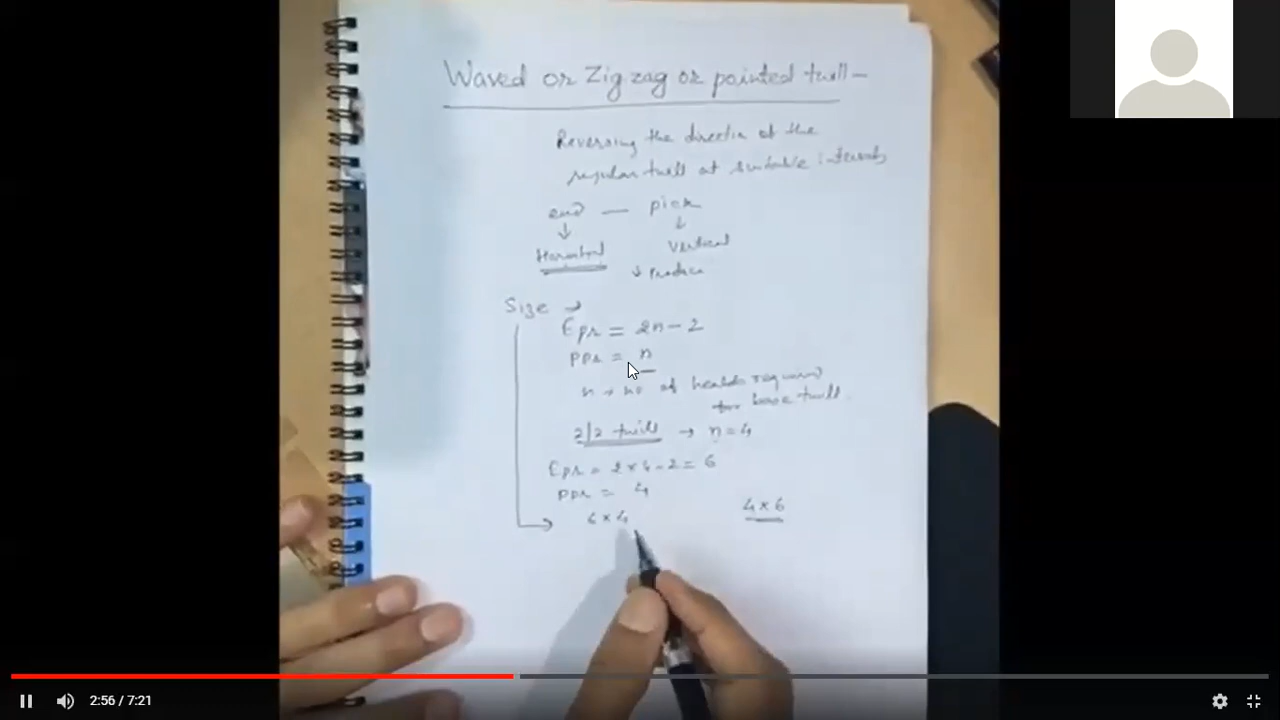 Waved or Zig zag or pointed twill-
Reversing the direction of the
regular twill at suitable intervals
end — pick
↓ ↓
Horizontal Vertical
↓ Produce
Size →
Epr = 2n-2
PPr = n
n → no of healds required
for base twill.
2/2 twill → n = 4
Epr = 2×4-2 = 6
PPr = 4
6×4 4×6
2:56 / 7:21